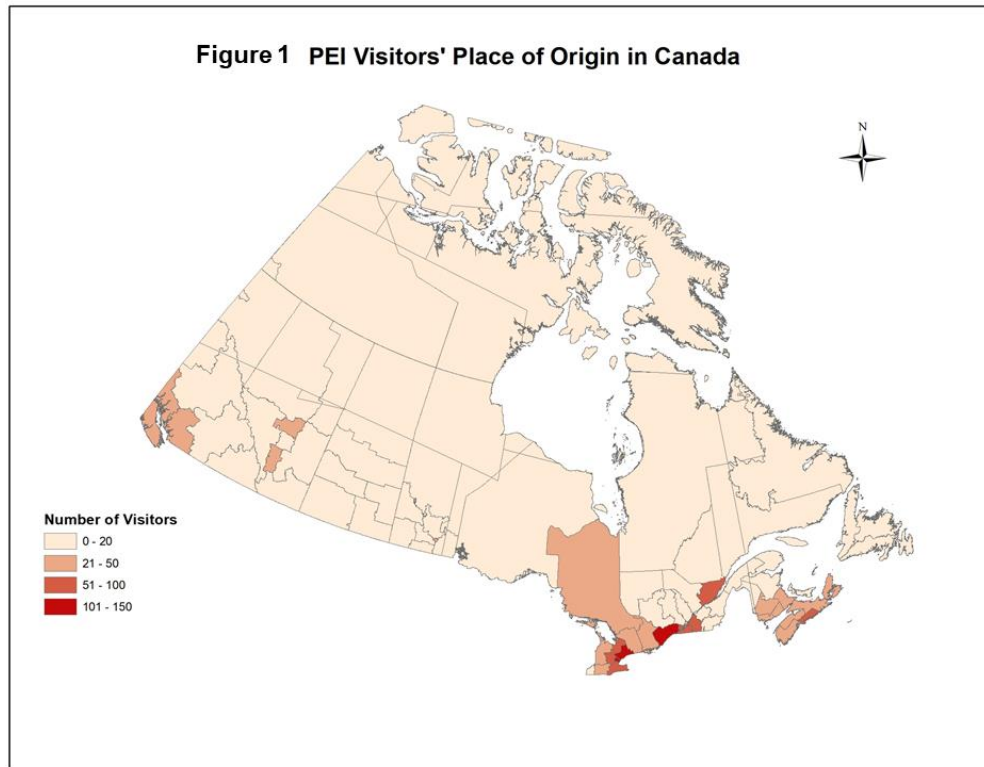 Figure 1 PEI Visitors' Place of Origin in Canada
N
Number of Visitors
0 - 20
21 - 50
51 - 100
101 - 150